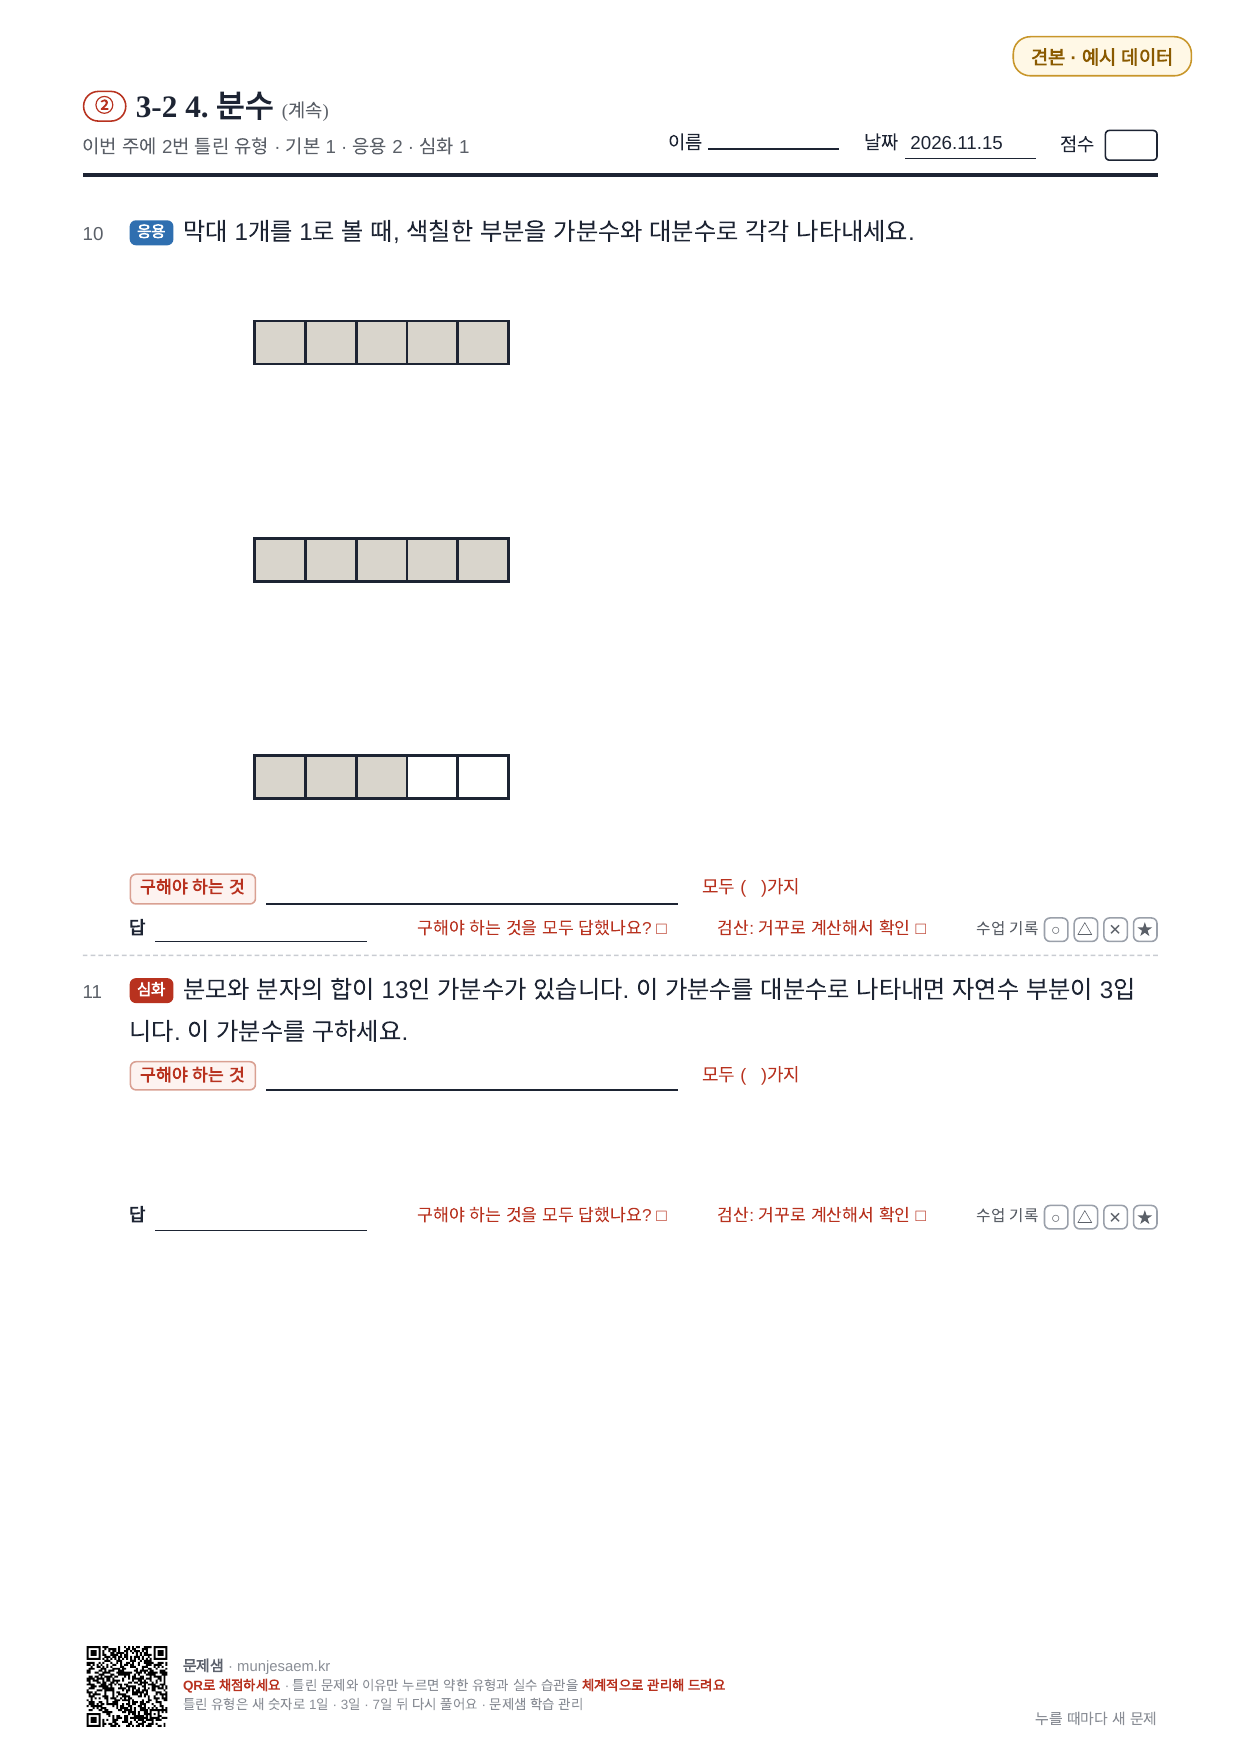 견본 · 예시 데이터
② 3-2 4. 분수 (계속)
이번 주에 2번 틀린 유형 · 기본 1 · 응용 2 · 심화 1
이름 날짜 2026.11.15 점수
10 응용 막대 1개를 1로 볼 때, 색칠한 부분을 가분수와 대분수로 각각 나타내세요.
구해야 하는 것 모두 ( )가지
답 구해야 하는 것을 모두 답했나요? □ 검산: 거꾸로 계산해서 확인 □ 수업 기록 ○ △ ✕ ★
11 심화 분모와 분자의 합이 13인 가분수가 있습니다. 이 가분수를 대분수로 나타내면 자연수 부분이 3입
니다. 이 가분수를 구하세요.
구해야 하는 것 모두 ( )가지
답 구해야 하는 것을 모두 답했나요? □ 검산: 거꾸로 계산해서 확인 □ 수업 기록 ○ △ ✕ ★
문제샘 · munjesaem.kr
QR로 채점하세요 · 틀린 문제와 이유만 누르면 약한 유형과 실수 습관을 체계적으로 관리해 드려요
틀린 유형은 새 숫자로 1일 · 3일 · 7일 뒤 다시 풀어요 · 문제샘 학습 관리
누를 때마다 새 문제